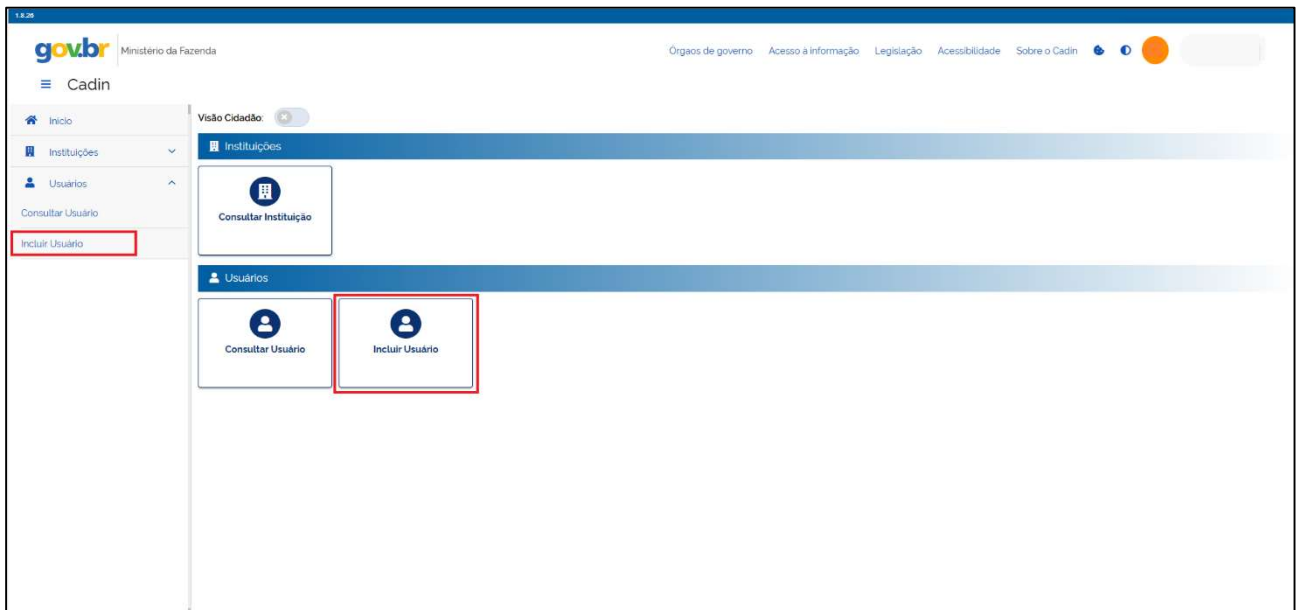 1.8.26
gov.br Ministério da Fazenda
Órgãos de governo Acesso à informação Legislação Acessibilidade Sobre o Cadin
Cadin
Início
Instituições
Usuários
Consultar Usuário
Incluir Usuário
Visão Cidadão:
Instituições
Consultar Instituição
Usuários
Consultar Usuário Incluir Usuário